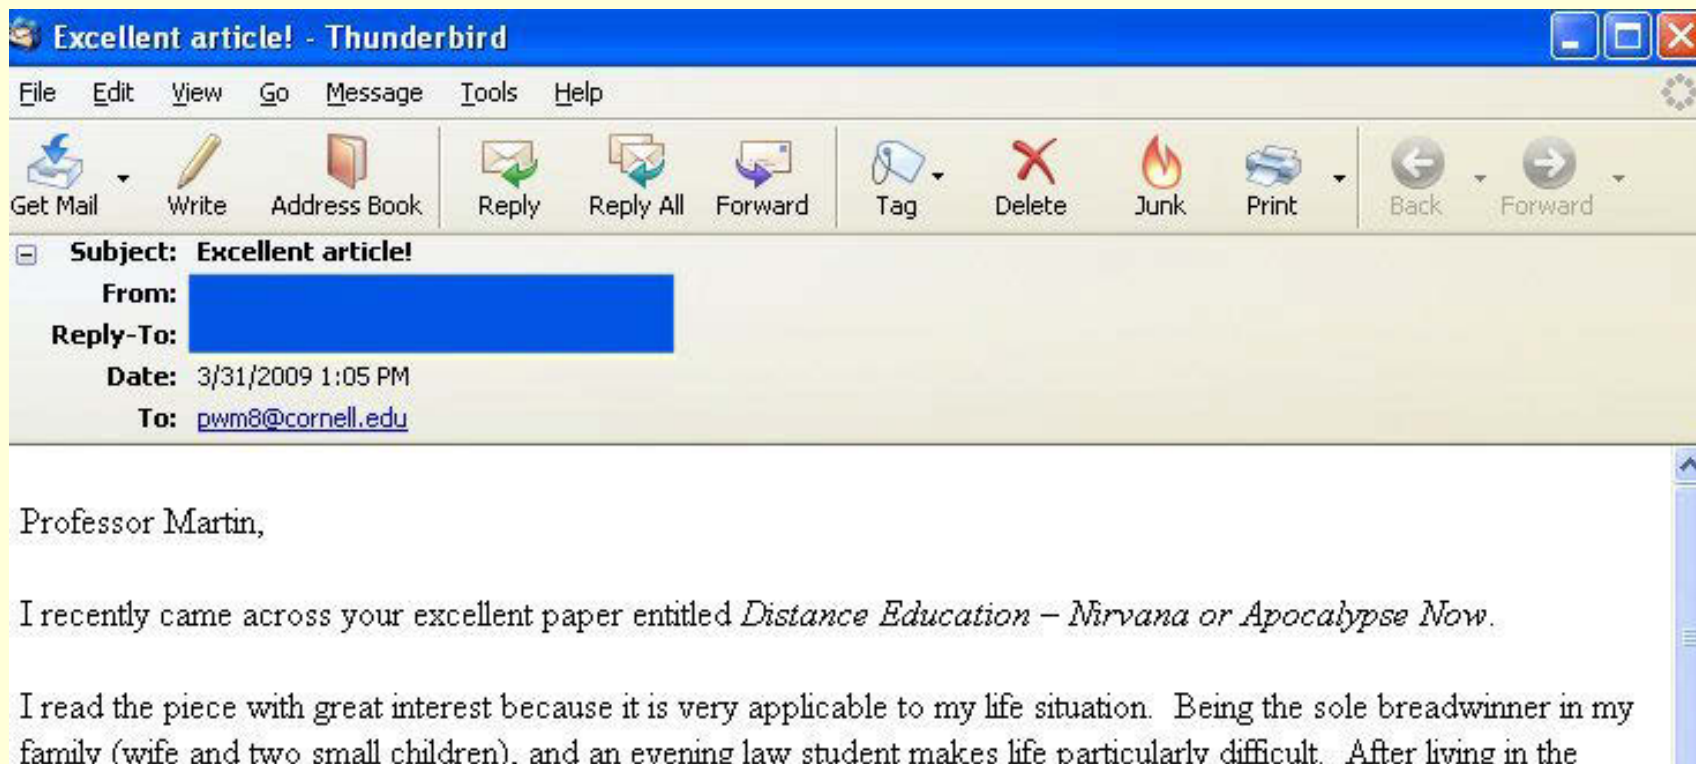 Excellent article! - Thunderbird
File Edit View Go Message Tools Help
Get Mail Write Address Book Reply Reply All Forward Tag Delete Junk Print Back Forward
Subject: Excellent article!
From:
Reply-To:
Date: 3/31/2009 1:05 PM
To: pwm8@cornell.edu
Professor Martin,
I recently came across your excellent paper entitled Distance Education – Nirvana or Apocalypse Now.
I read the piece with great interest because it is very applicable to my life situation. Being the sole breadwinner in my
family (wife and two small children), and an evening law student makes life particularly difficult. After living in the